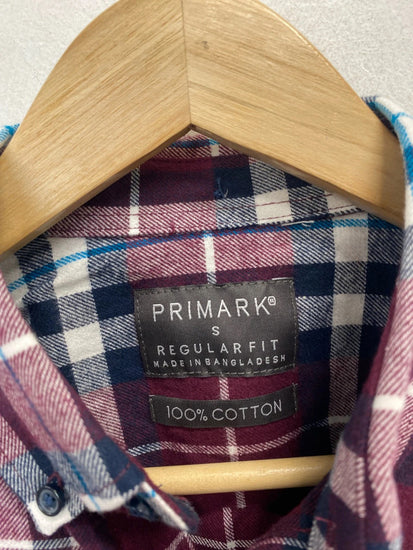 PRIMARK®
S
REGULAR FIT
MADE IN BANGLADESH
100% COTTON